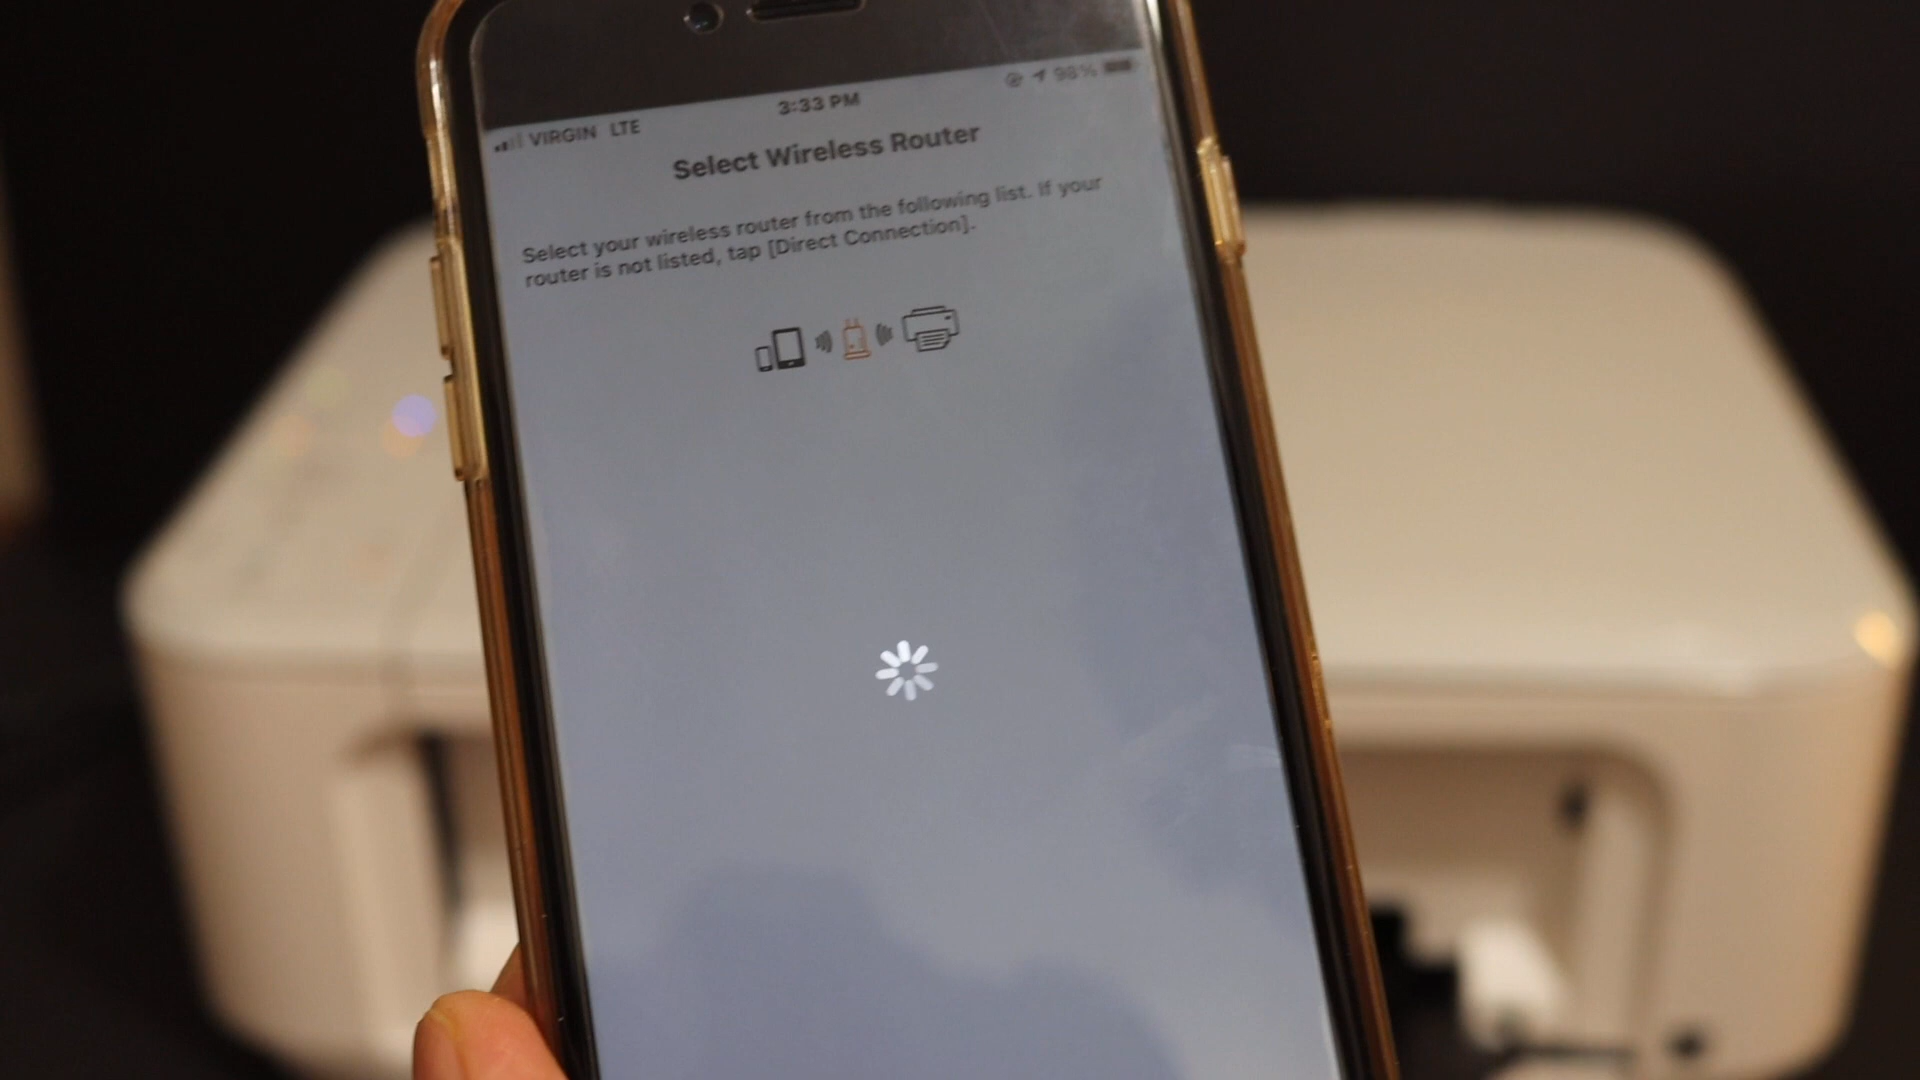 3:33 PM
VIRGIN LTE
98%
Select Wireless Router
Select your wireless router from the following list. If your
router is not listed, tap [Direct Connection].